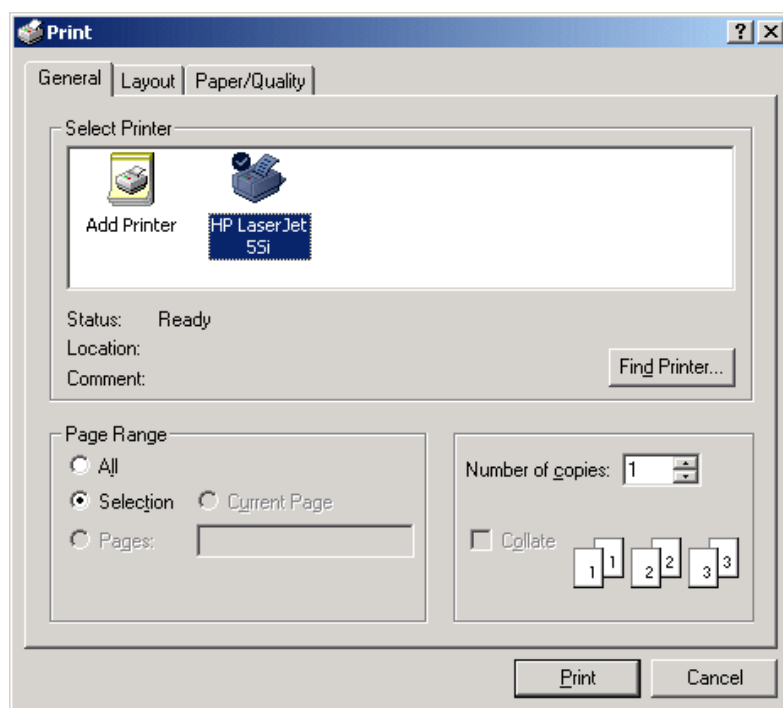 Print
General Layout Paper/Quality
Select Printer
Add Printer
HP LaserJet
5Si
Status: Ready
Location:
Comment:
Find Printer...
Page Range
All
Selection Current Page
Pages:
Number of copies: 1
Collate
1 1 2 2 3 3
Print Cancel